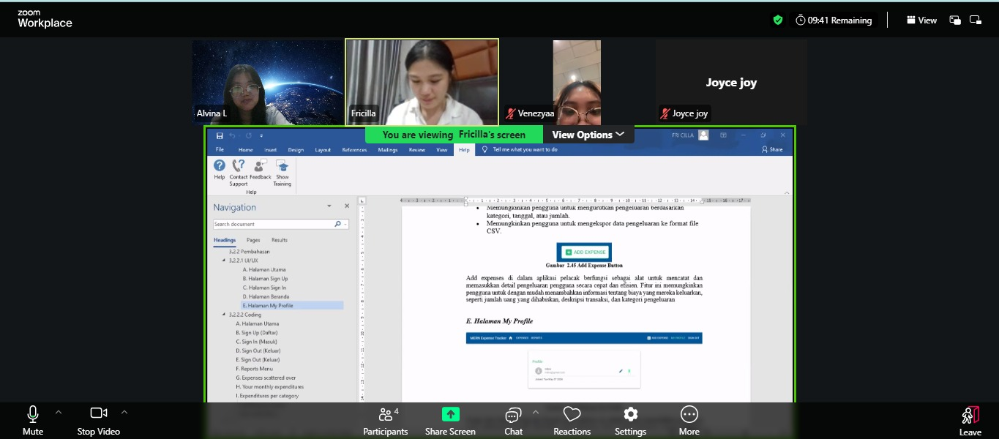 zoom
Workplace
09:41 Remaining
View
Joyce joy
Alvina L
Fricilla
Venezyaa
Joyce joy
You are viewing Fricilla's screen
View Options
FRI CILLA
File Home Insert Design Layout References Mailings Review View Help Tell me what you want to do
Share
Help Contact Support Feedback Show Training
Help
Navigation
Search document
Headings Pages Results
3.2.2 Pembahasan
3.2.2.1 UI/UX
A. Halaman Utama
B. Halaman Sign Up
C. Halaman Sign In
D. Halaman Beranda
E. Halaman My Profile
3.2.2.2 Coding
A. Halaman Utama
B. Sign Up (Daftar)
C. Sign In (Masuk)
D. Sign Out (Keluar)
E. Sign Out (Keluar)
F. Reports Menu
G. Expenses scattered over
H. Your monthly expenditures
I. Expenditures per category
Memungkinkan pengguna untuk mengurutkan pengeluaran berdasarkan
kategori, tanggal, atau jumlah.
Memungkinkan pengguna untuk mengekspor data pengeluaran ke format file
CSV.
ADD EXPENSE
Gambar 2.45 Add Expense Button
Add expenses di dalam aplikasi pelacak berfungsi sebagai alat untuk mencatat dan
memasukkan detail pengeluaran pengguna secara cepat dan efisien. Fitur ini memungkinkan
pengguna untuk dengan mudah menambahkan informasi tentang biaya yang mereka keluarkan,
seperti jumlah uang yang dihabiskan, deskripsi transaksi, dan kategori pengeluaran
E. Halaman My Profile
MERN Expense Tracker EXPENSES REPORTS ADD EXPENSE MY PROFILE SIGN OUT
Profile
Mute
Stop Video
Participants 4
Share Screen
Chat
Reactions
Settings
More
Leave